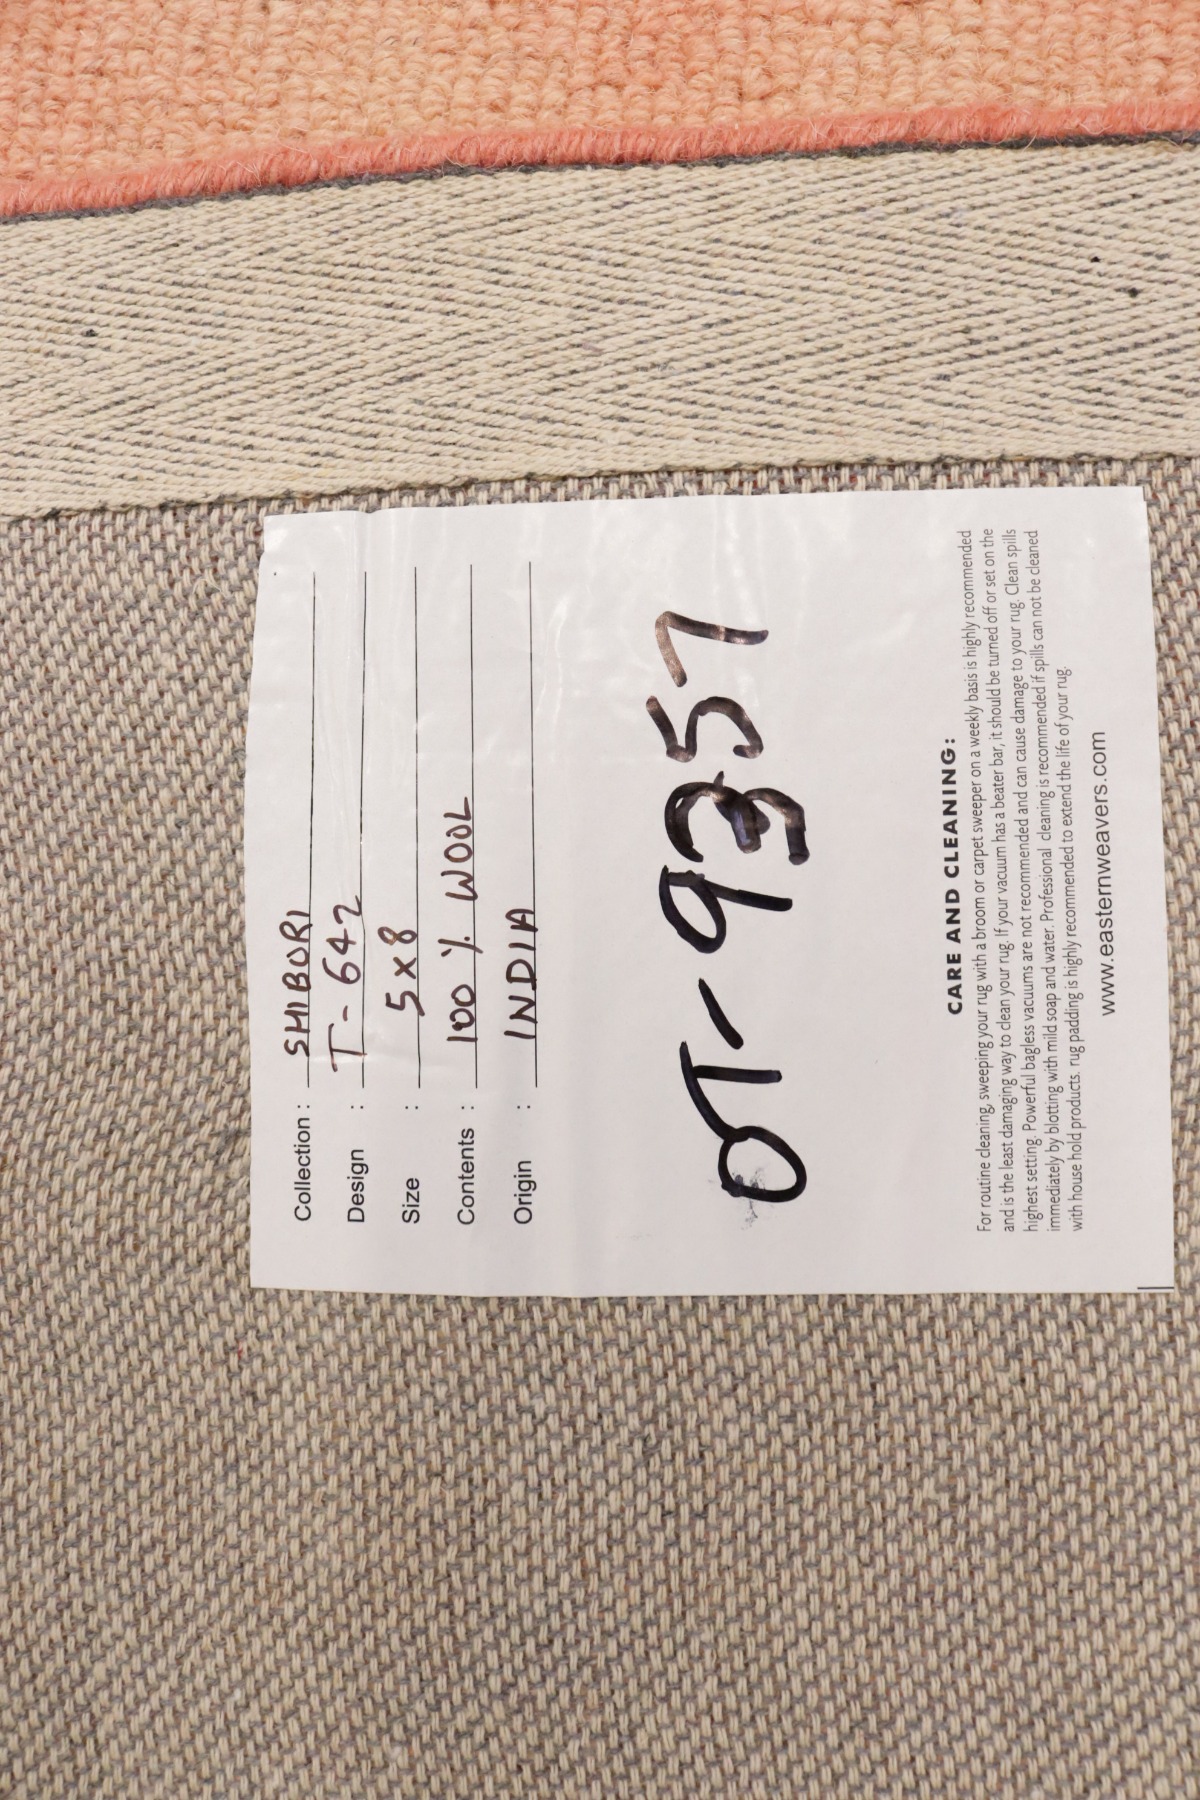 Collection : SHIBORI
Design : T-642
Size : 5x8
Contents : 100 % WOOL
Origin : INDIA
OT-9357
CARE AND CLEANING:
For routine cleaning, sweeping your rug with a broom or carpet sweeper on a weekly basis is highly recommended
and is the least damaging way to clean your rug. If your vacuum has a beater bar, it should be turned off or set on the
highest setting. Powerful bagless vacuums are not recommended and can cause damage to your rug. Clean spills
immediately by blotting with mild soap and water. Professional cleaning is recommended if spills can not be cleaned
with house hold products. rug padding is highly recommended to extend the life of your rug.
www.easternweavers.com